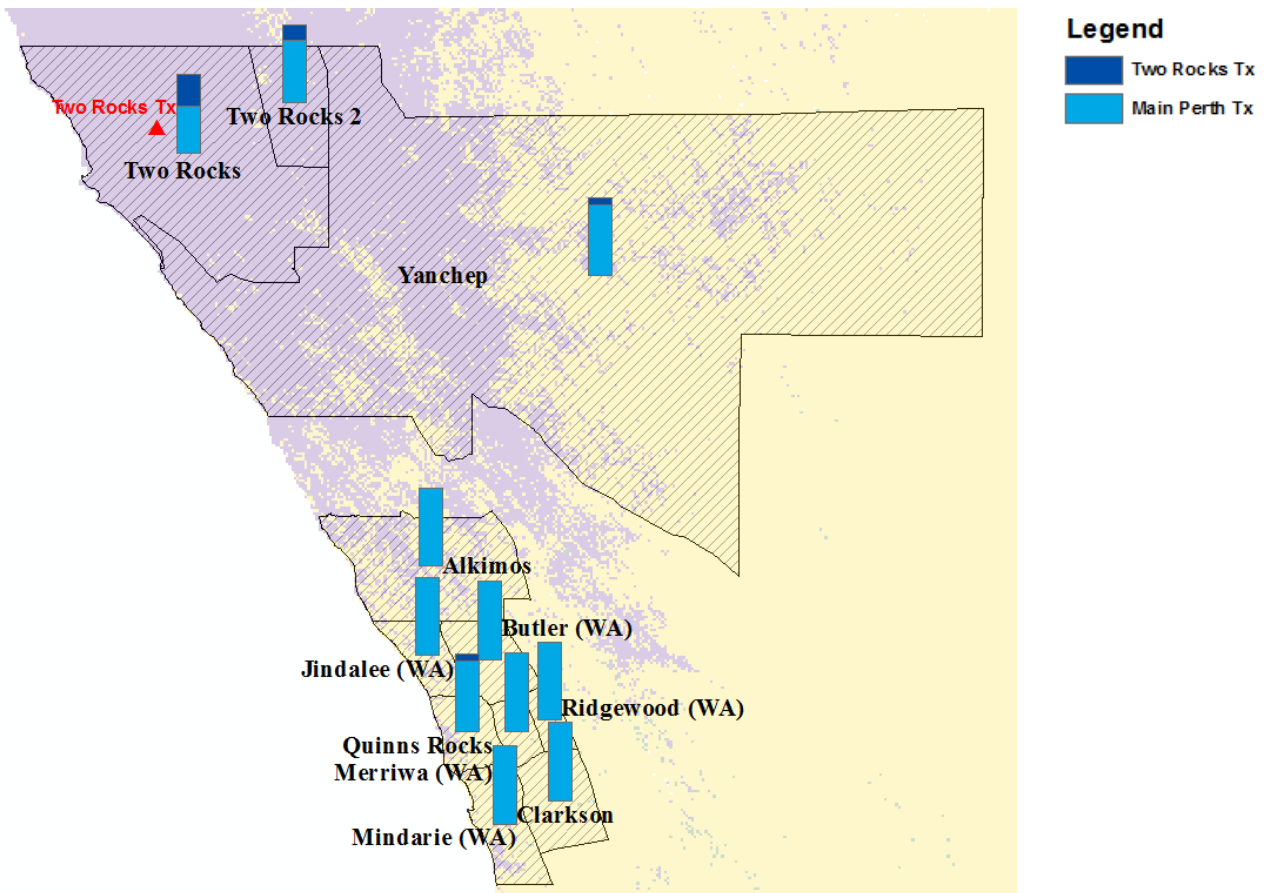 Legend
Two Rocks Tx
Main Perth Tx
Two Rocks Tx
Two Rocks 2
Two Rocks
Yanchep
Alkimos
Butler (WA)
Jindalee (WA)
Ridgewood (WA)
Quinns Rocks
Merriwa (WA)
Clarkson
Mindarie (WA)